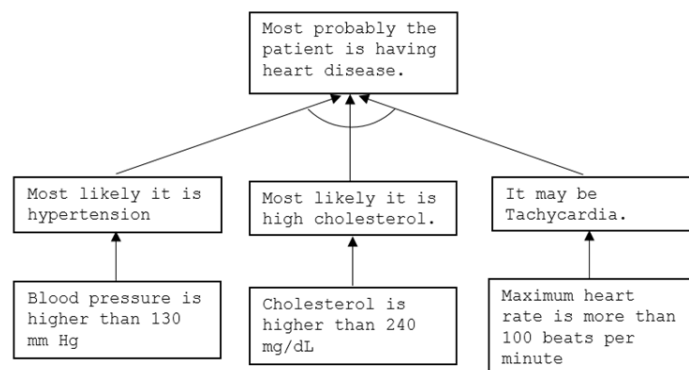 Most probably the
patient is having
heart disease.
Most likely it is
hypertension
Most likely it is
high cholesterol.
It may be
Tachycardia.
Blood pressure is
higher than 130
mm Hg
Cholesterol is
higher than 240
mg/dL
Maximum heart
rate is more than
100 beats per
minute